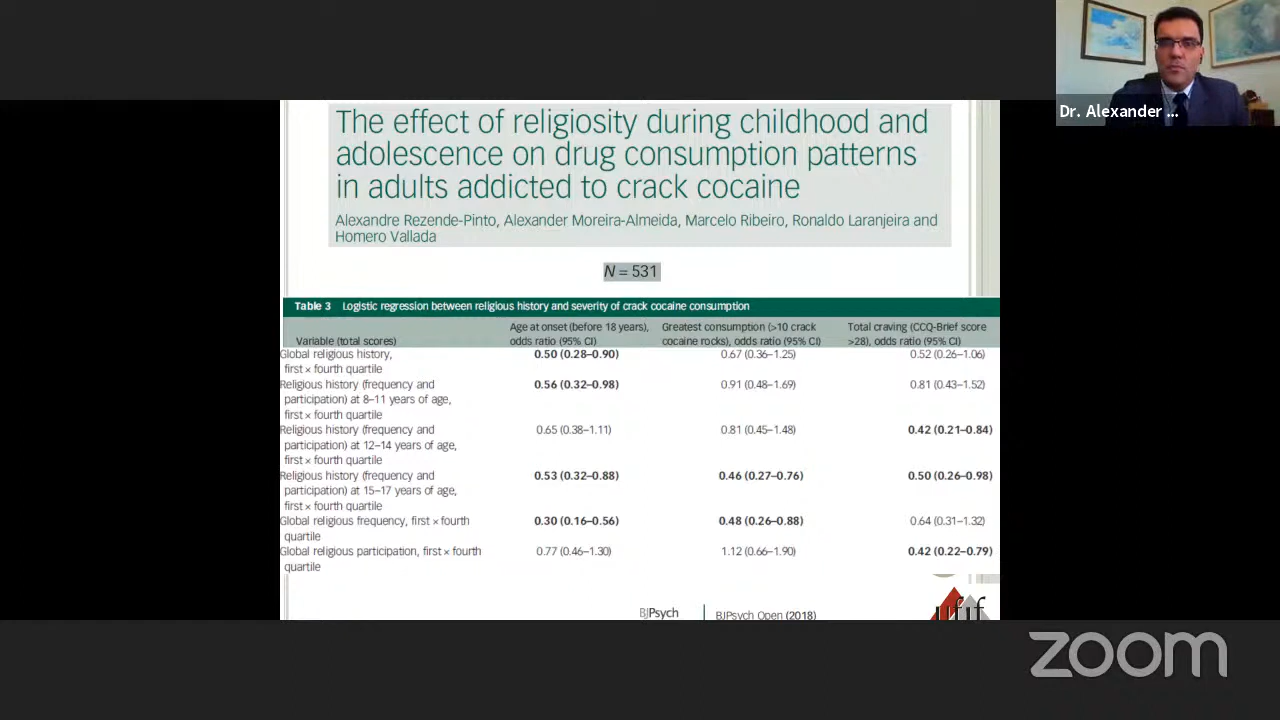 Dr. Alexander ...
The effect of religiosity during childhood and
adolescence on drug consumption patterns
in adults addicted to crack cocaine
Alexandre Rezende-Pinto, Alexander Moreira-Almeida, Marcelo Ribeiro, Ronaldo Laranjeira and
Homero Vallada
N = 531
Table 3 Logistic regression between religious history and severity of crack cocaine consumption
Variable (total scores)
Age at onset (before 18 years),
odds ratio (95% CI)
Greatest consumption (>10 crack
cocaine rocks), odds ratio (95% CI)
Total craving (CCQ-Brief score
>28), odds ratio (95% CI)
Global religious history, 0.50 (0.28–0.90) 0.67 (0.36–1.25) 0.52 (0.26–1.06)
first × fourth quartile
Religious history (frequency and 0.56 (0.32–0.98) 0.91 (0.48–1.69) 0.81 (0.43–1.52)
participation) at 8–11 years of age,
first × fourth quartile
Religious history (frequency and 0.65 (0.38–1.11) 0.81 (0.45–1.48) 0.42 (0.21–0.84)
participation) at 12–14 years of age,
first × fourth quartile
Religious history (frequency and 0.53 (0.32–0.88) 0.46 (0.27–0.76) 0.50 (0.26–0.98)
participation) at 15–17 years of age,
first × fourth quartile
Global religious frequency, first × fourth 0.30 (0.16–0.56) 0.48 (0.26–0.88) 0.64 (0.31–1.32)
quartile
Global religious participation, first × fourth 0.77 (0.46–1.30) 1.12 (0.66–1.90) 0.42 (0.22–0.79)
quartile
BJPsych
BJPsych Open (2018)
ufjf
zoom